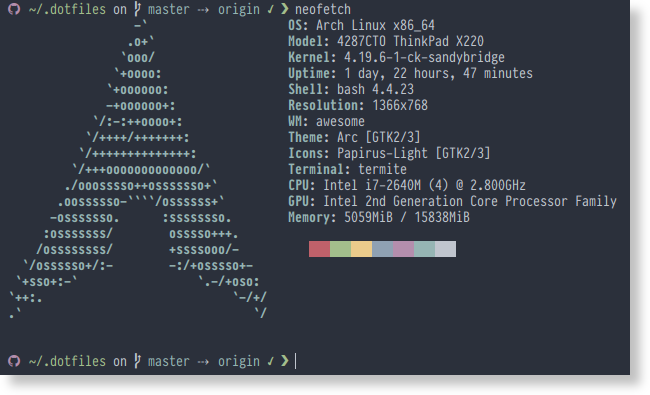 ~/.dotfiles on master ⇢ origin ✓ ❯ neofetch
                  -`
                 .o+`
                `ooo/
               `+oooo:
              `+oooooo:
              -+oooooo+:
            `/:-:++oooo+:
           `/++++/+++++++:
          `/++++++++++++++:
         `/+++ooooooooooooo/`
        ./ooosssso++osssssso+`
       .oossssso-````/ossssss+`
      -osssssso.      :ssssssso.
     :osssssss/        osssso+++.
    /ossssssss/        +ssssooo/-
  `/ossssso+/:-        -:/+osssso+-
 `+sso+:-`                 `.-/+oso:
`++:.                           `-/+/
.`                                 `/
OS: Arch Linux x86_64
Model: 4287CTO ThinkPad X220
Kernel: 4.19.6-1-ck-sandybridge
Uptime: 1 day, 22 hours, 47 minutes
Shell: bash 4.4.23
Resolution: 1366x768
WM: awesome
Theme: Arc [GTK2/3]
Icons: Papirus-Light [GTK2/3]
Terminal: termite
CPU: Intel i7-2640M (4) @ 2.800GHz
GPU: Intel 2nd Generation Core Processor Family
Memory: 5059MiB / 15838MiB
~/.dotfiles on master ⇢ origin ✓ ❯